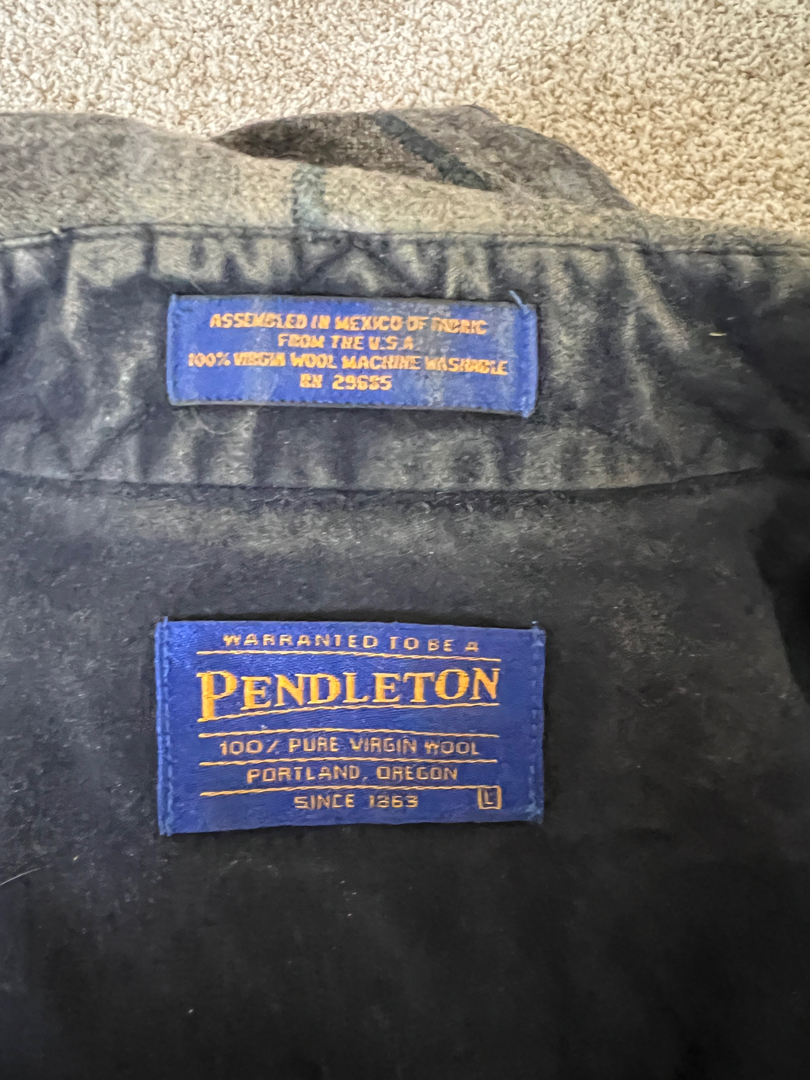 ASSEMBLED IN MEXICO OF FABRIC
FROM THE U.S.A.
100% VIRGIN WOOL MACHINE WASHABLE
RN 29685
WARRANTED TO BE A
PENDLETON
100% PURE VIRGIN WOOL
PORTLAND, OREGON
SINCE 1863
L